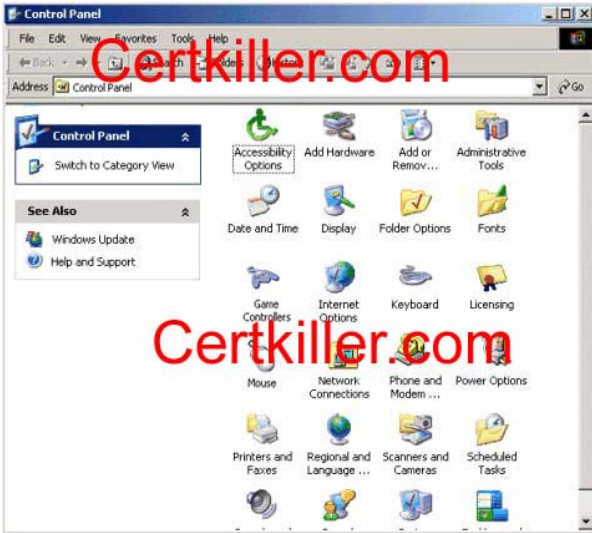 Control Panel
File Edit View Favorites Tools Help
Certkiller.com
Back Search Folders History
Address Control Panel Go
Control Panel
Switch to Category View
See Also
Windows Update
Help and Support
Accessibility Options
Add Hardware
Add or Remov...
Administrative Tools
Date and Time
Display
Folder Options
Fonts
Game Controllers
Internet Options
Keyboard
Licensing
Certkiller.com
Mouse
Network Connections
Phone and Modem ...
Power Options
Printers and Faxes
Regional and Language ...
Scanners and Cameras
Scheduled Tasks